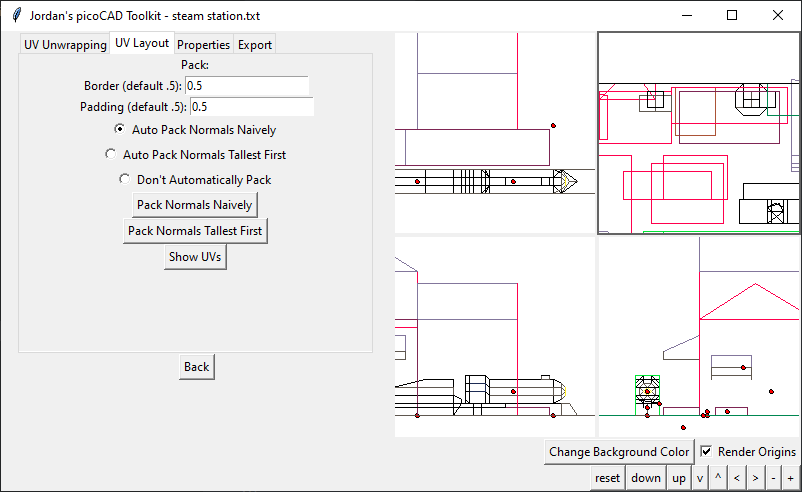 Jordan's picoCAD Toolkit - steam station.txt
UV Unwrapping UV Layout Properties Export
Pack:
Border (default .5): 0.5
Padding (default .5): 0.5
Auto Pack Normals Naively
Auto Pack Normals Tallest First
Don't Automatically Pack
Pack Normals Naively
Pack Normals Tallest First
Show UVs
Back
Change Background Color Render Origins
reset down up v ^ < > - +